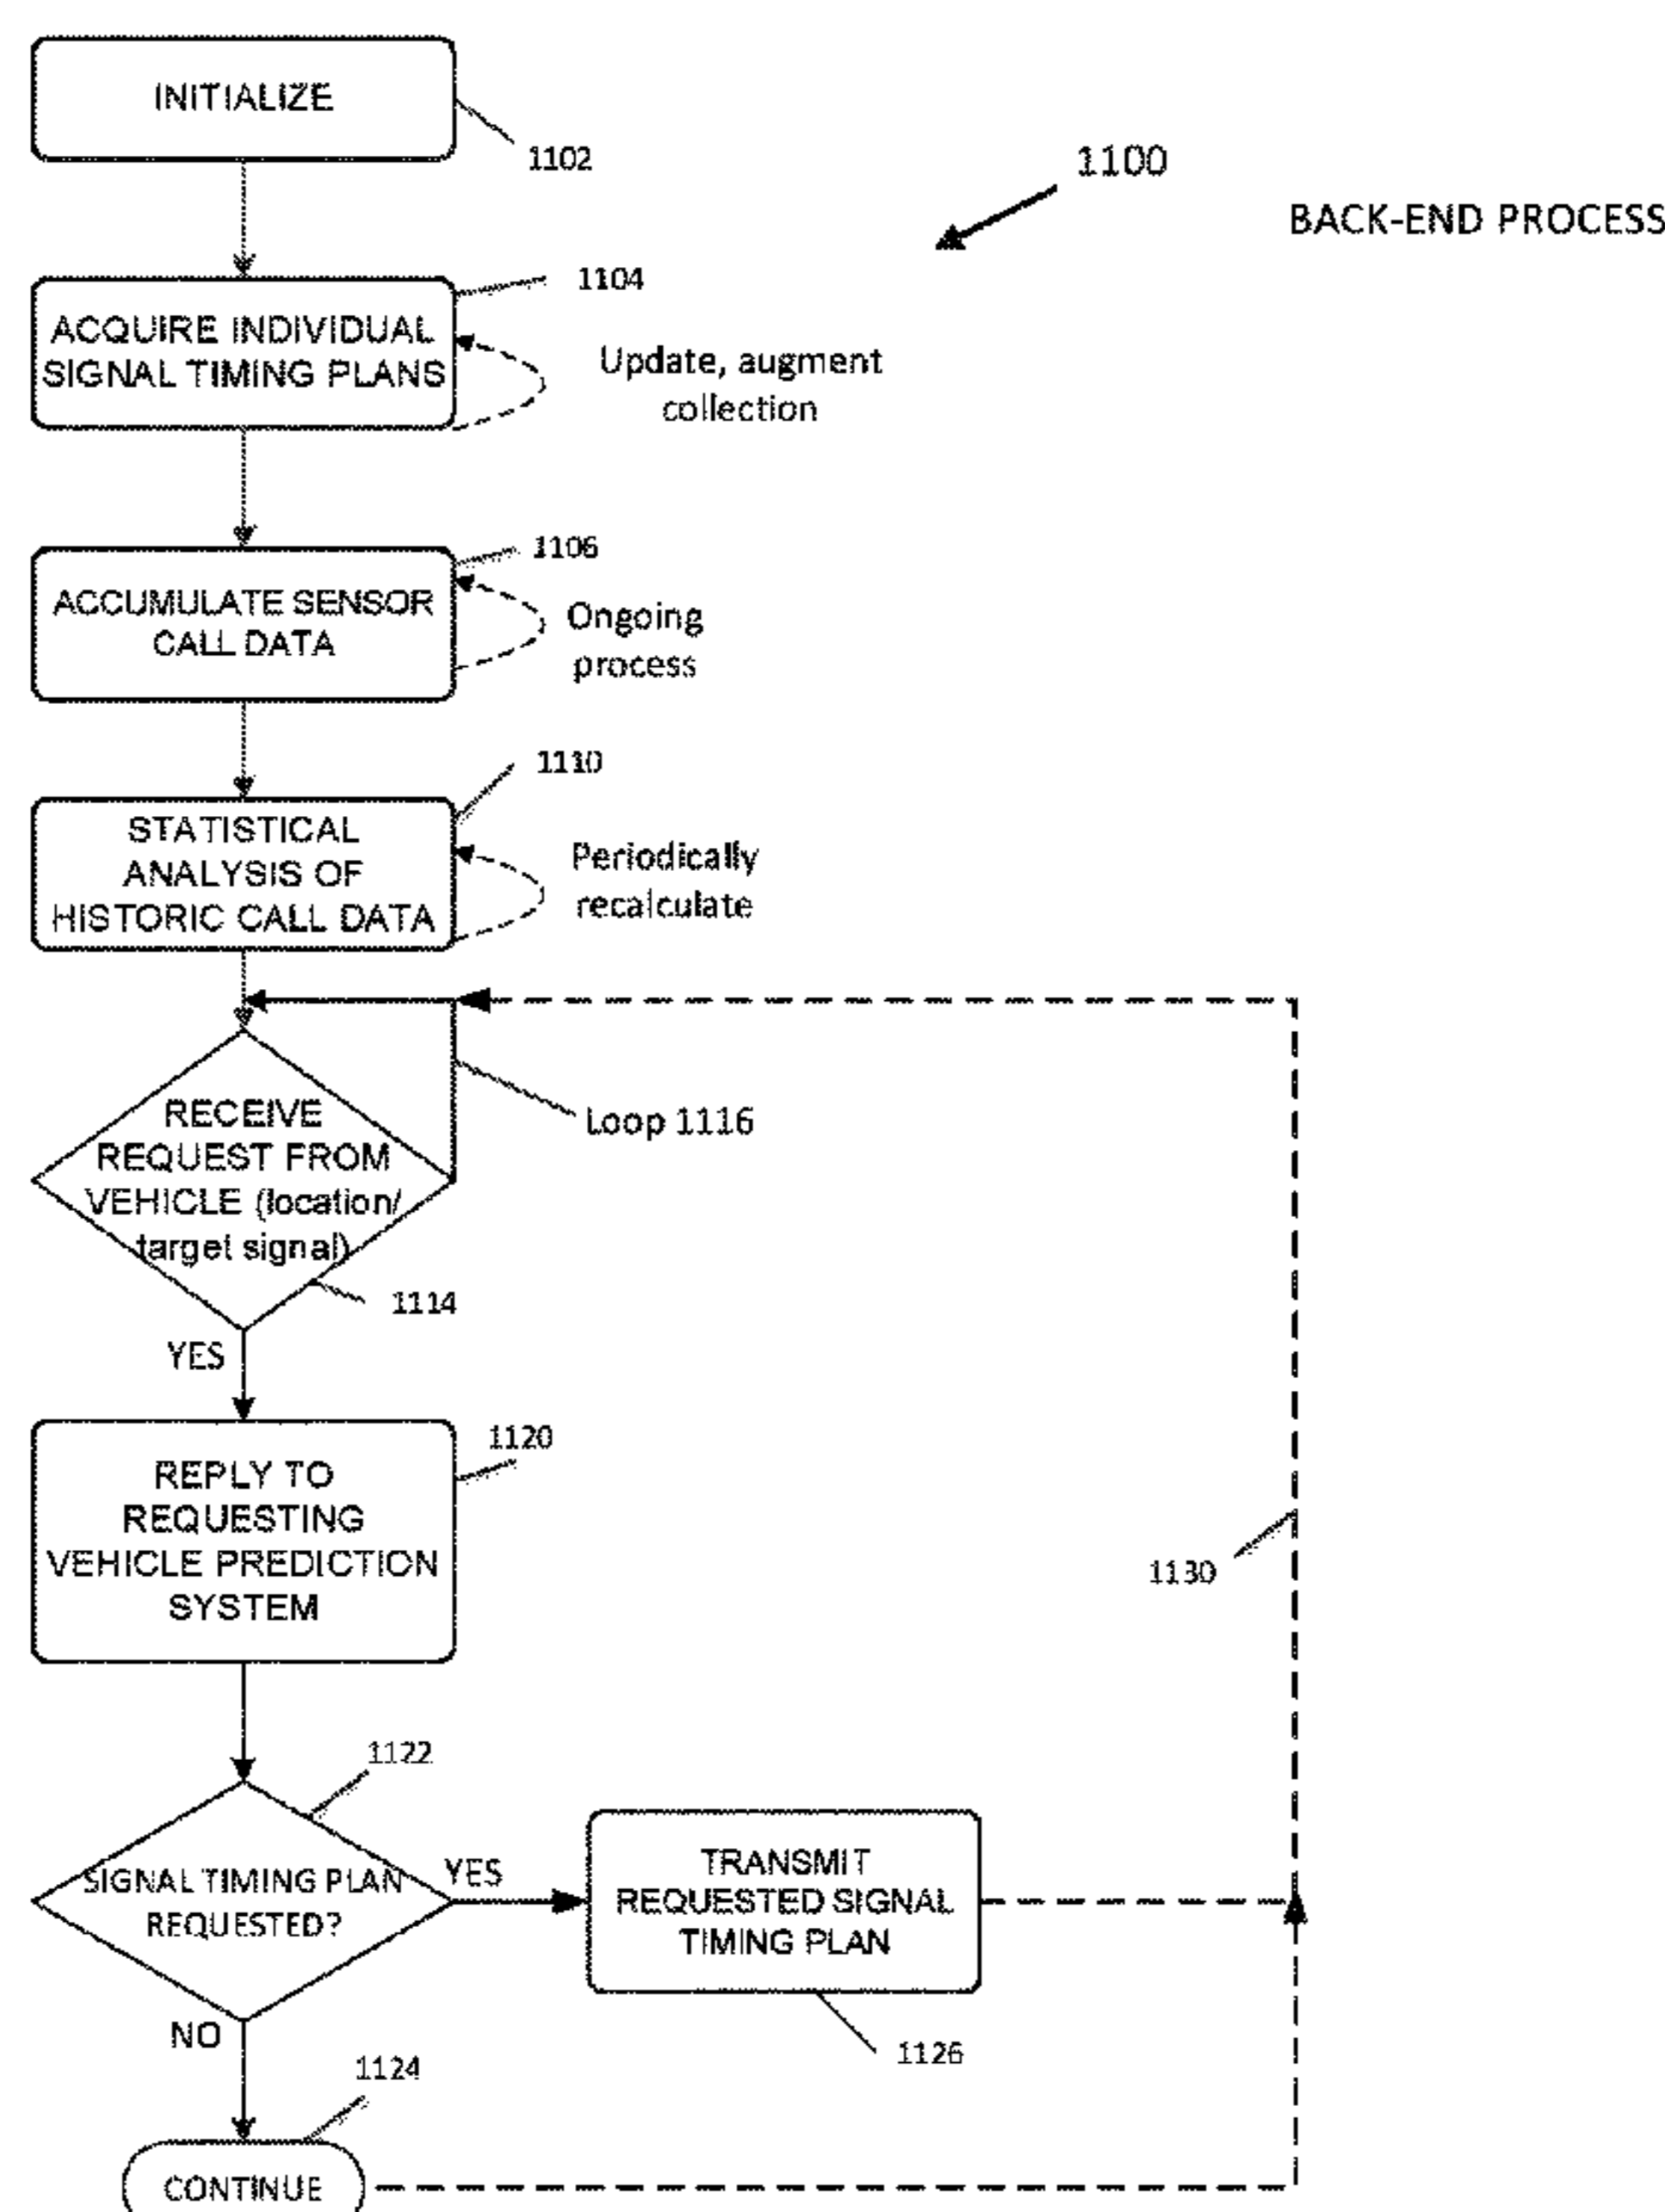 INITIALIZE
1102
1100
BACK-END PROCESS
1104
ACQUIRE INDIVIDUAL
SIGNAL TIMING PLANS
Update, augment
collection
1106
ACCUMULATE SENSOR
CALL DATA
Ongoing
process
1110
STATISTICAL
ANALYSIS OF
HISTORIC CALL DATA
Periodically
recalculate
RECEIVE
REQUEST FROM
VEHICLE (location/
target signal)
Loop 1116
1114
YES
1120
REPLY TO
REQUESTING
VEHICLE PREDICTION
SYSTEM
1130
1122
SIGNAL TIMING PLAN
REQUESTED?
YES
TRANSMIT
REQUESTED SIGNAL
TIMING PLAN
1126
NO
1124
CONTINUE